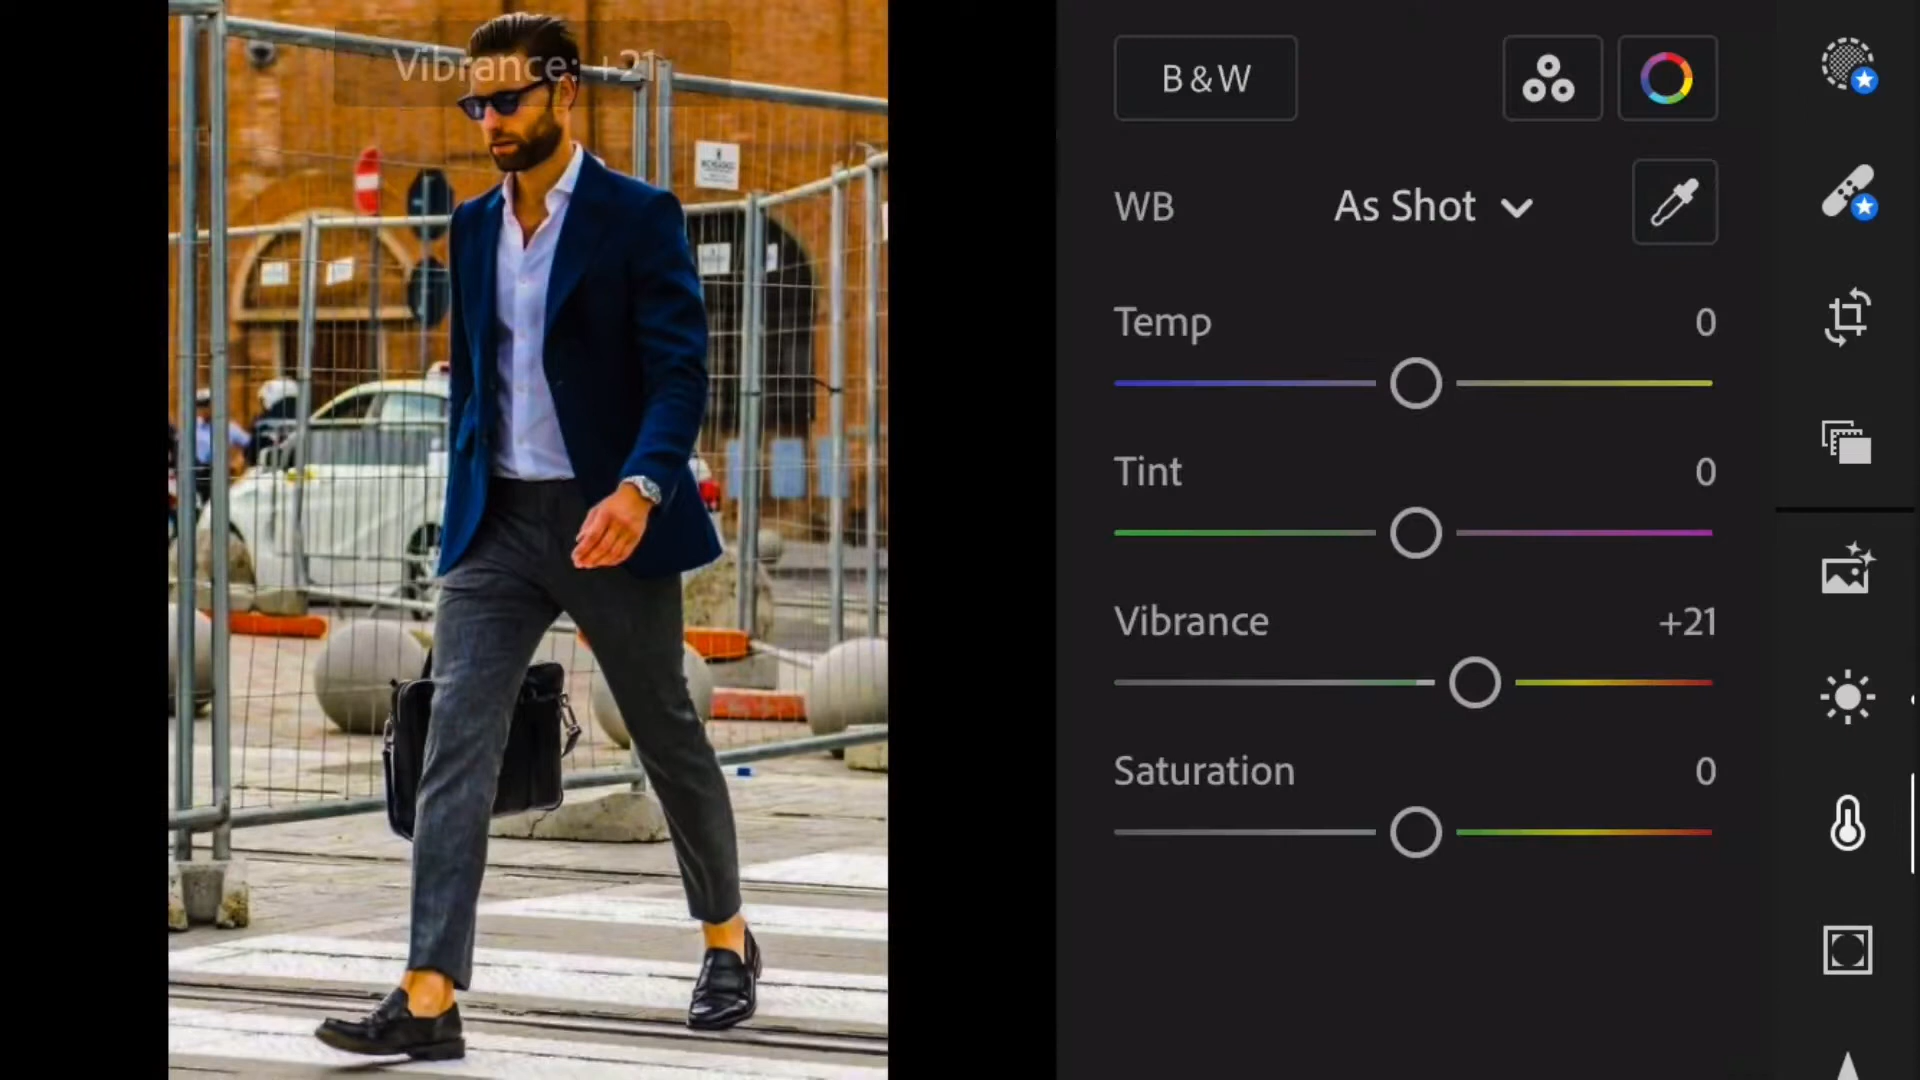 Vibrance: +21
B&W
WB As Shot
Temp 0
Tint 0
Vibrance +21
Saturation 0